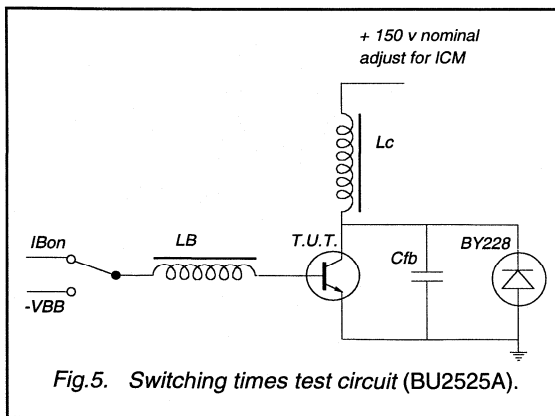 + 150 v nominal
adjust for ICM
Lc
IBon
LB
T.U.T.
Cfb
BY228
-VBB
Fig.5. Switching times test circuit (BU2525A).